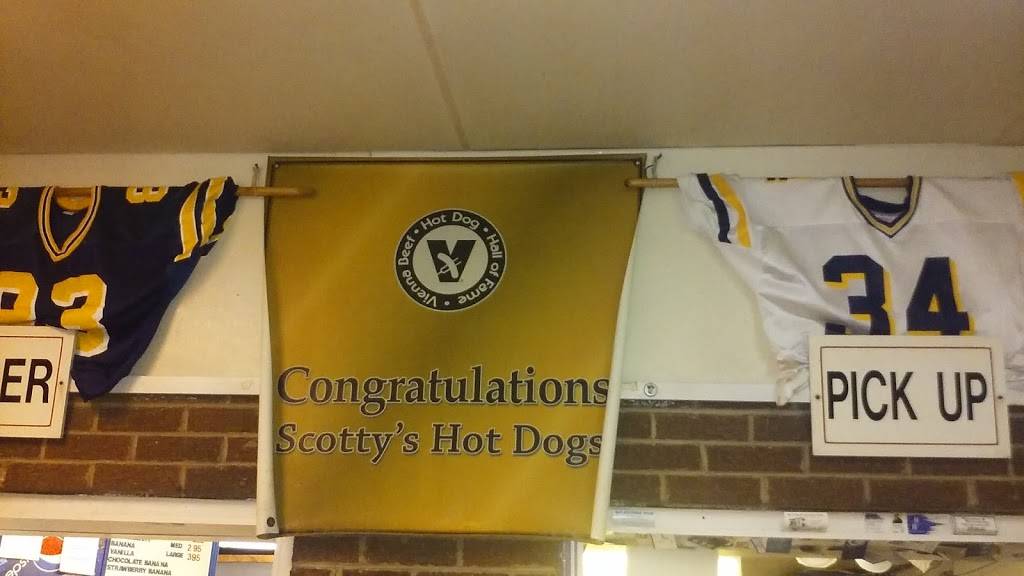 Vienna Beef • Hot Dog • Hall of Fame •
V
Congratulations
Scotty's Hot Dogs
83
34
ER
PICK UP
BANANA MED 2.95
VANILLA LARGE 3.95
CHOCOLATE BANANA
STRAWBERRY BANANA